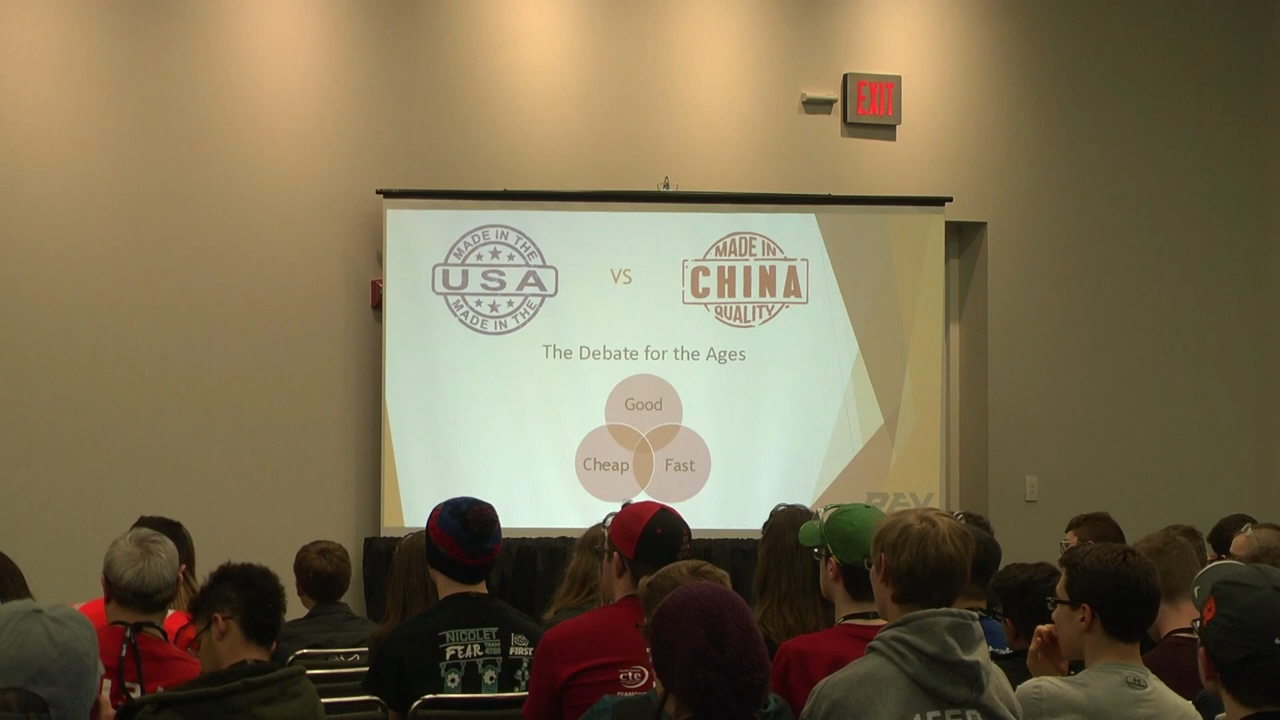 EXIT
MADE IN THE
USA
MADE IN THE
VS
MADE IN
CHINA
QUALITY
The Debate for the Ages
Good
Cheap
Fast
REV
NICOLET
FEAR
TEAM
FIRST
cte